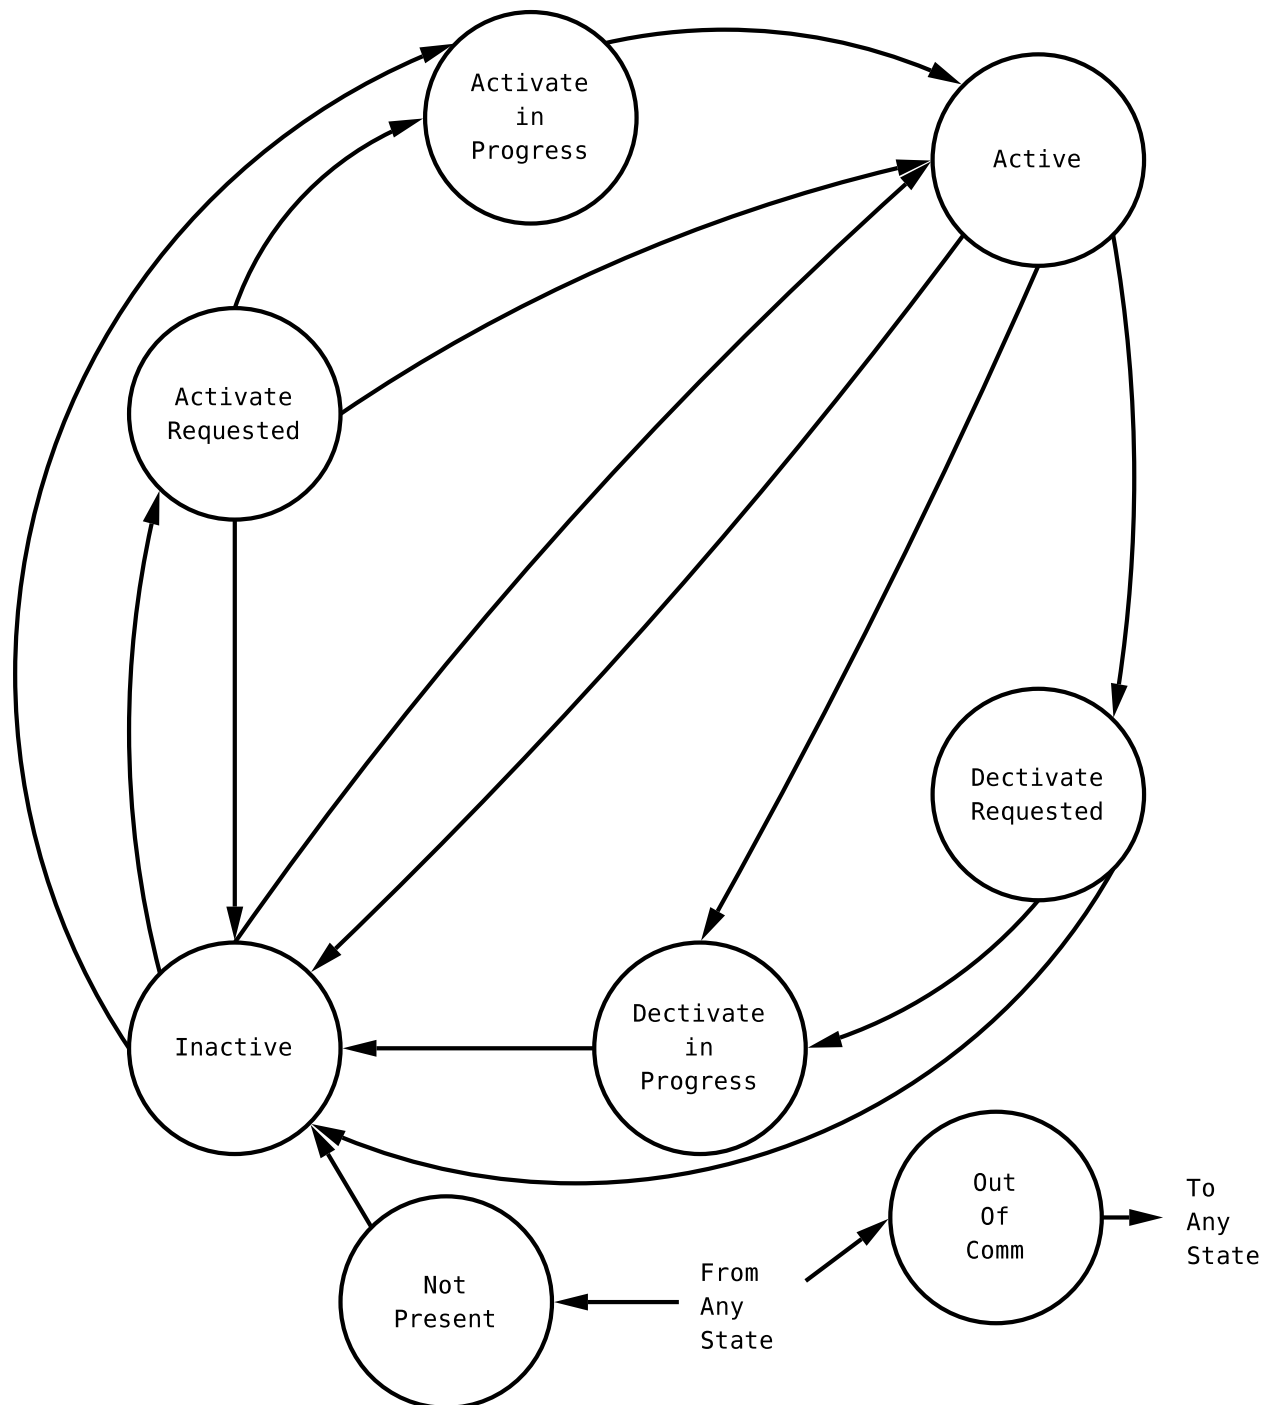 Activate
in
Progress
Active
Activate
Requested
Dectivate
Requested
Inactive
Dectivate
in
Progress
Out
Of
Comm
To
Any
State
Not
Present
From
Any
State